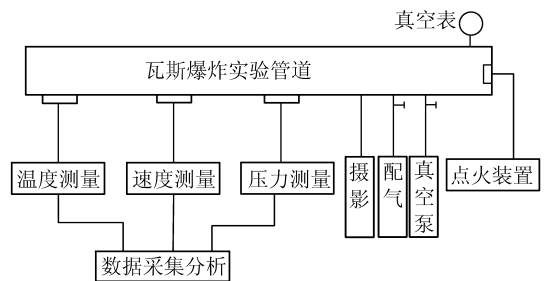 真空表
瓦斯爆炸实验管道
温度测量
速度测量
压力测量
摄影
配气
真空泵
点火装置
数据采集分析